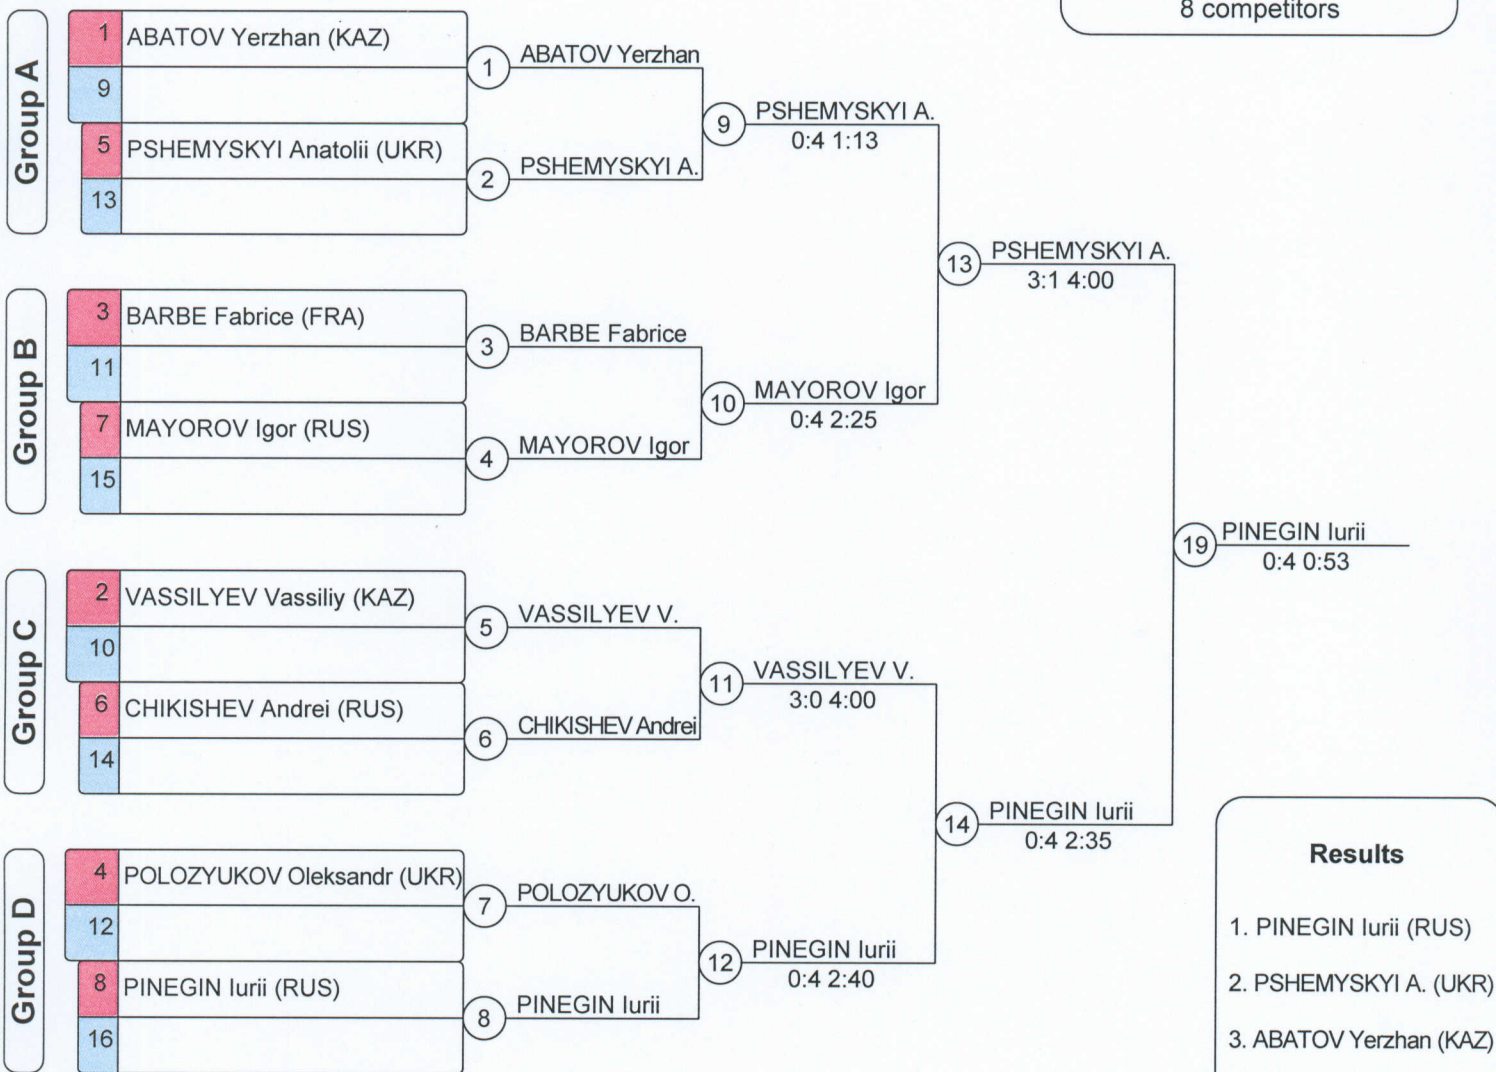 8 competitors
Group A
1 ABATOV Yerzhan (KAZ)
9
5 PSHEMYSKYI Anatolii (UKR)
13
1 ABATOV Yerzhan
2 PSHEMYSKYI A.
9 PSHEMYSKYI A.
0:4 1:13
Group B
3 BARBE Fabrice (FRA)
11
7 MAYOROV Igor (RUS)
15
3 BARBE Fabrice
4 MAYOROV Igor
10 MAYOROV Igor
0:4 2:25
13 PSHEMYSKYI A.
3:1 4:00
Group C
2 VASSILYEV Vassiliy (KAZ)
10
6 CHIKISHEV Andrei (RUS)
14
5 VASSILYEV V.
6 CHIKISHEV Andrei
11 VASSILYEV V.
3:0 4:00
Group D
4 POLOZYUKOV Oleksandr (UKR)
12
8 PINEGIN Iurii (RUS)
16
7 POLOZYUKOV O.
8 PINEGIN Iurii
12 PINEGIN Iurii
0:4 2:40
14 PINEGIN Iurii
0:4 2:35
19 PINEGIN Iurii
0:4 0:53
Results
1. PINEGIN Iurii (RUS)
2. PSHEMYSKYI A. (UKR)
3. ABATOV Yerzhan (KAZ)